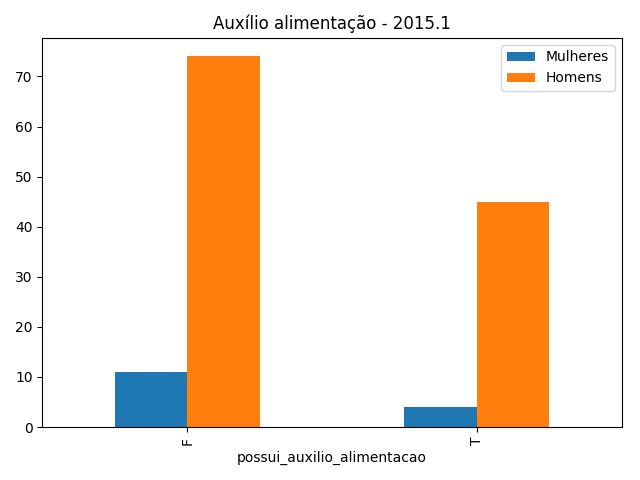 Auxílio alimentação - 2015.1
Mulheres
Homens
70
60
50
40
30
20
10
0
F
T
possui_auxilio_alimentacao